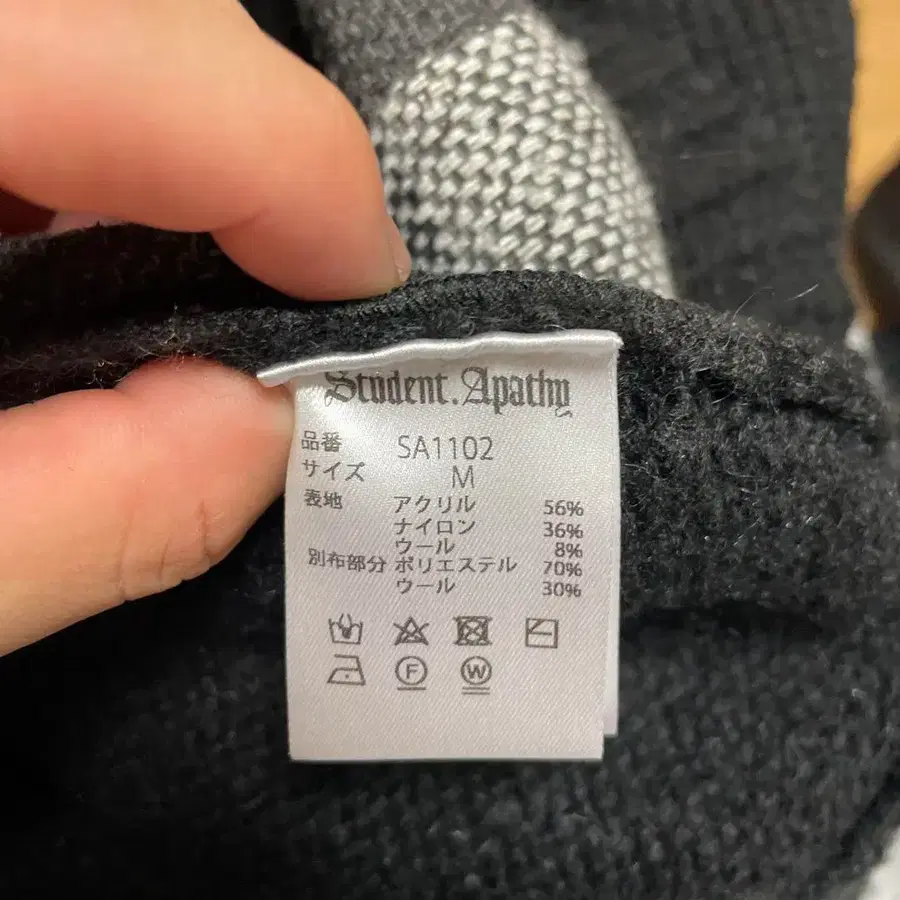 Student.Apathy
品番 SA1102
サイズ M
表地 アクリル 56%
ナイロン 36%
ウール 8%
別布部分 ポリエステル 70%
ウール 30%
F W